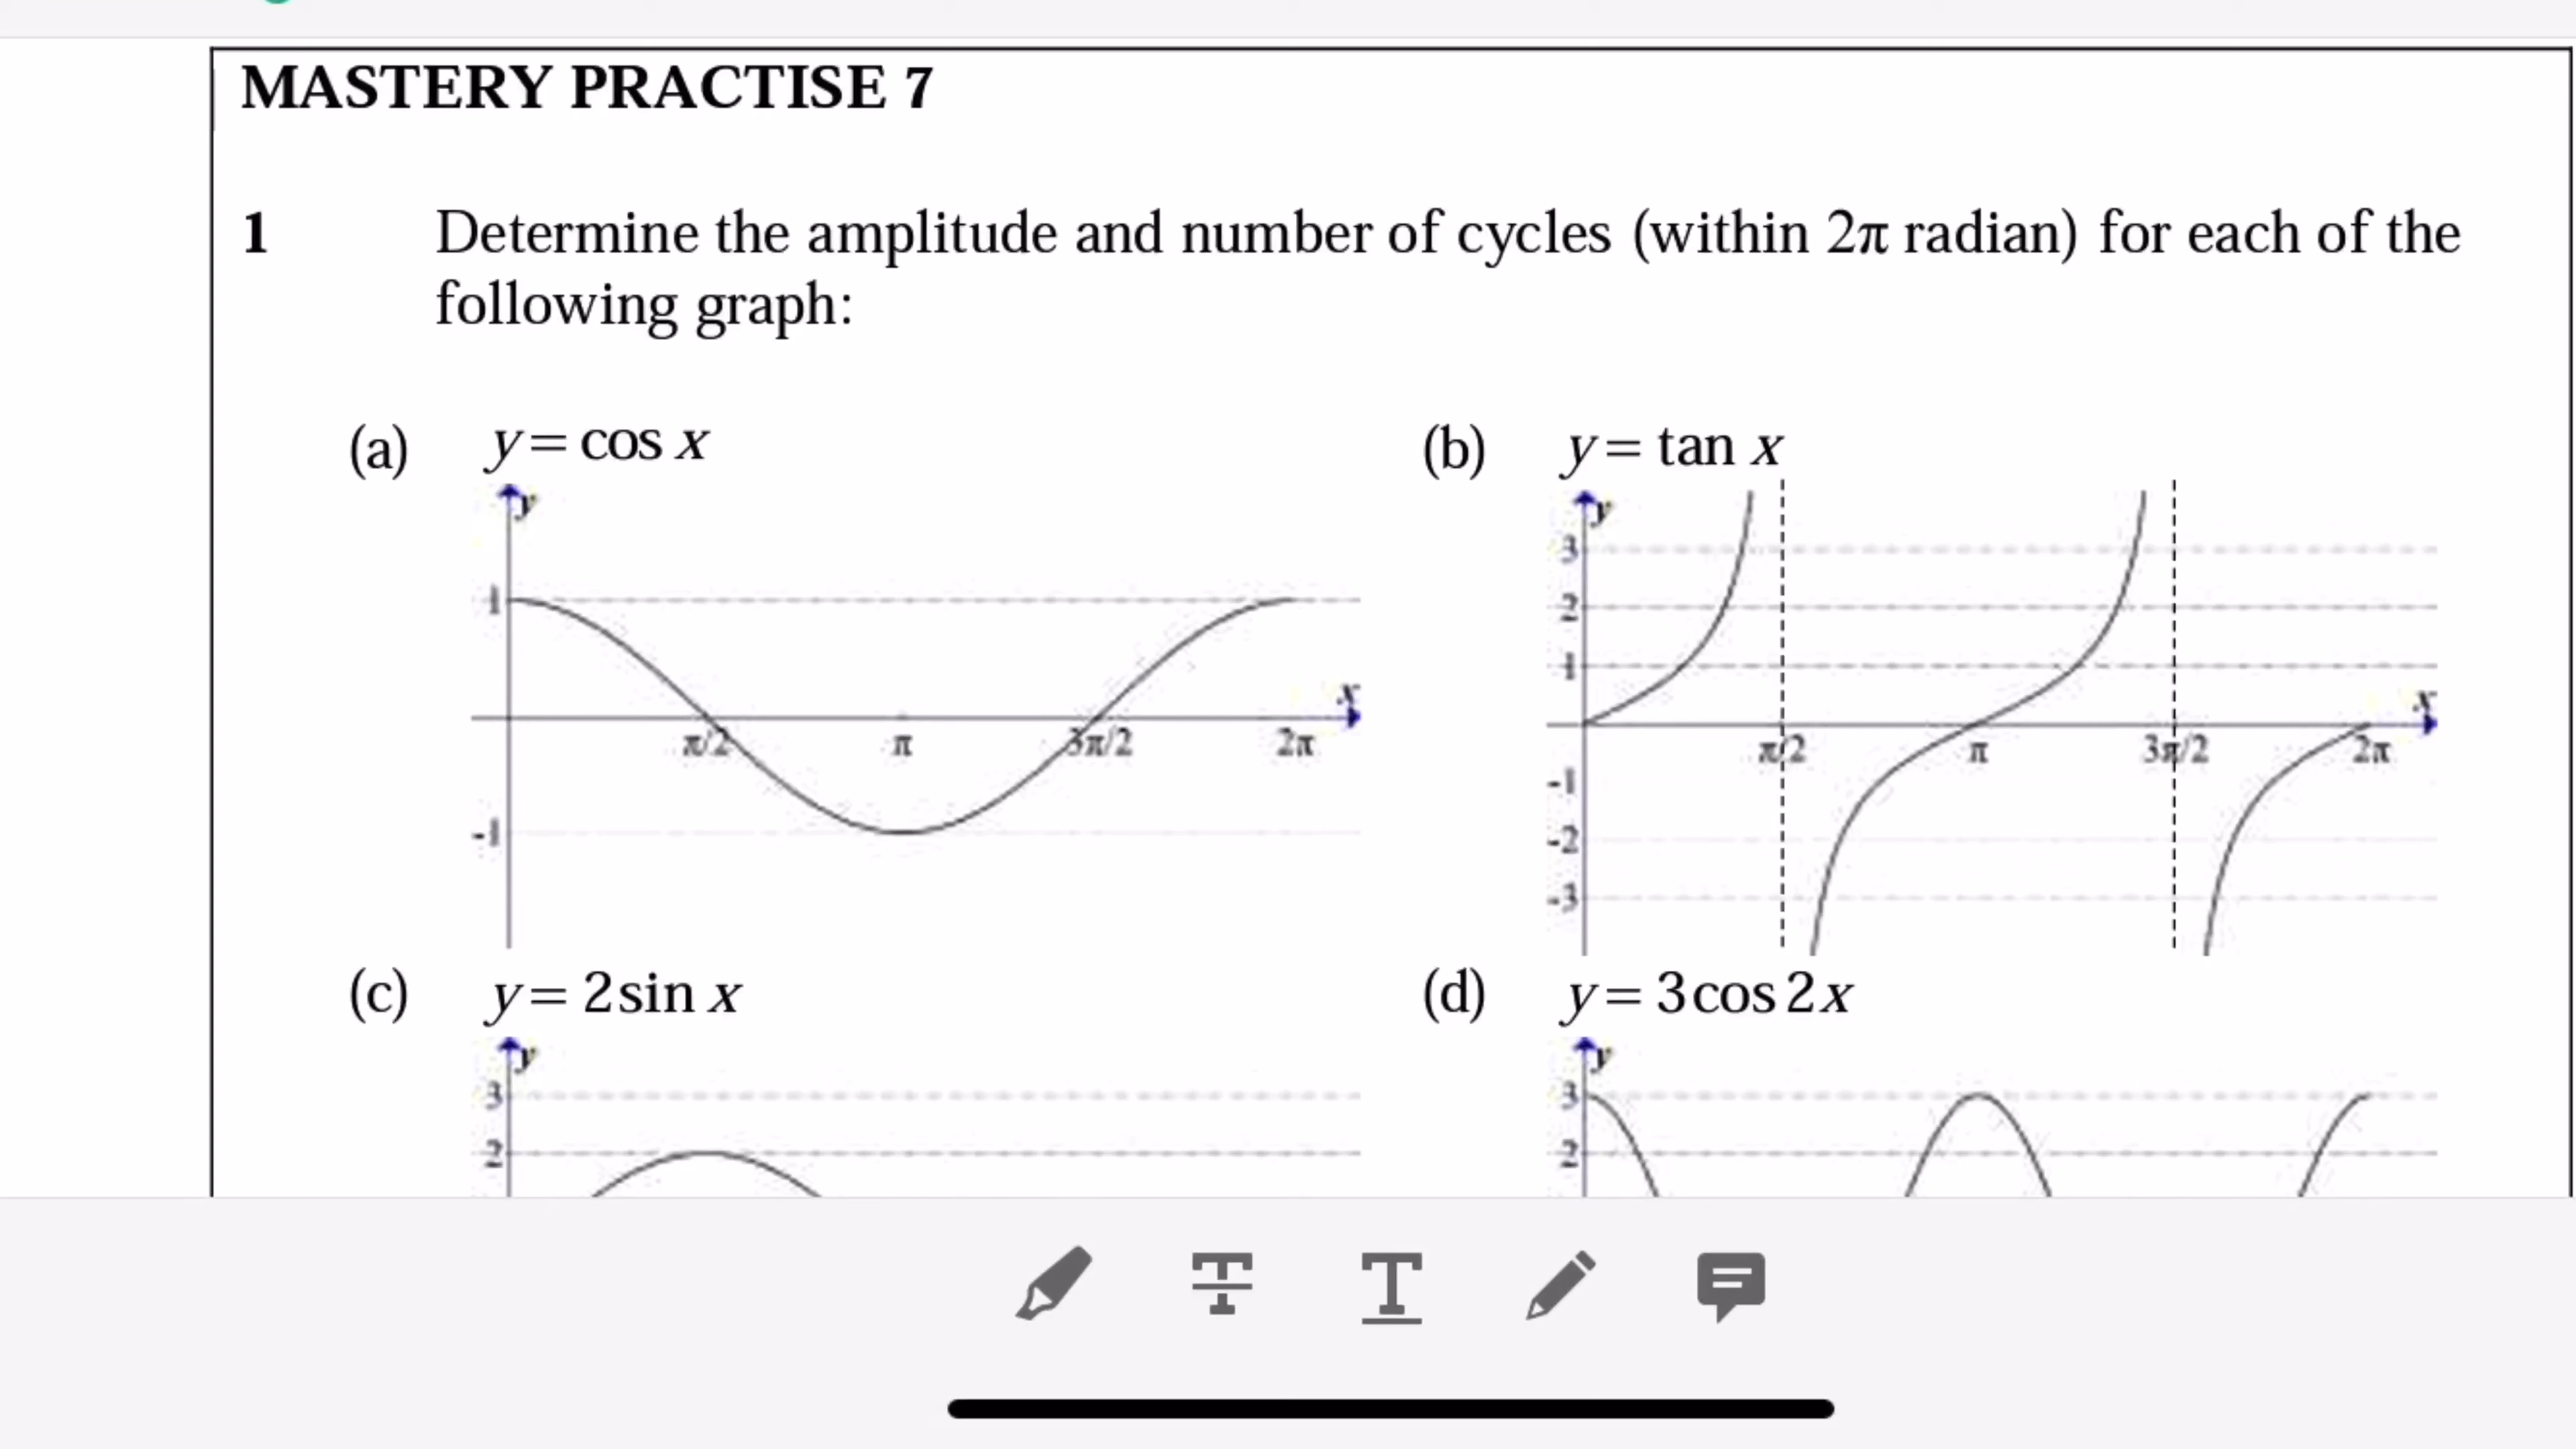 MASTERY PRACTISE 7
1 Determine the amplitude and number of cycles (within 2π radian) for each of the
following graph:
(a) y = cos x
y
1
x
π/2 π 3π/2 2π
-1
(b) y = tan x
y
3
2
1
x
π/2 π 3π/2 2π
-1
-2
-3
(c) y = 2 sin x
y
3
2
(d) y = 3 cos 2x
y
3
2
T
T